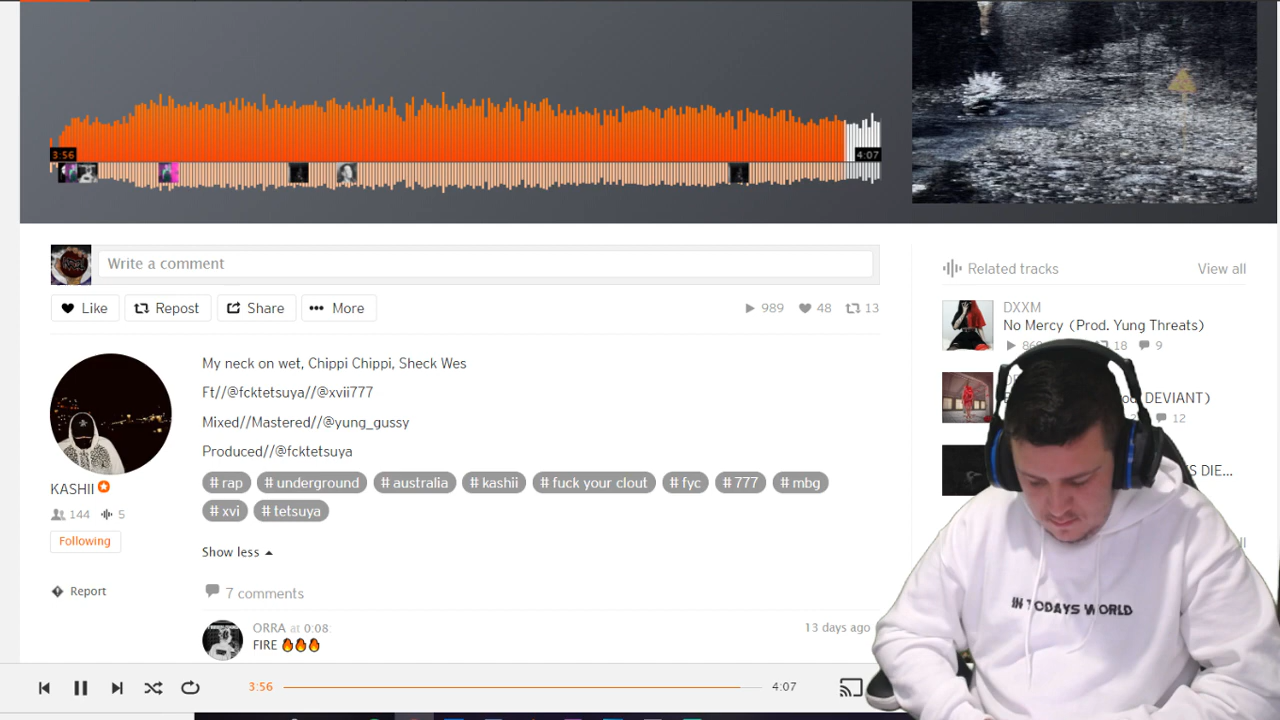 3:56
4:07
Write a comment
Like
Repost
Share
More
989
48
13
My neck on wet, Chippi Chippi, Sheck Wes
Ft//@fcktetsuya//@xvii777
Mixed//Mastered//@yung_gussy
Produced//@fcktetsuya
# rap
# underground
# australia
# kashii
# fuck your clout
# fyc
# 777
# mbg
# xvi
# tetsuya
KASHII
144
5
Following
Show less
Report
7 comments
ORRA at 0:08:
13 days ago
FIRE 🔥🔥🔥
Related tracks
View all
DXXM
No Mercy (Prod. Yung Threats)
18
9
DEVIANT)
12
DIE...
IN TODAYS WORLD
3:56
4:07